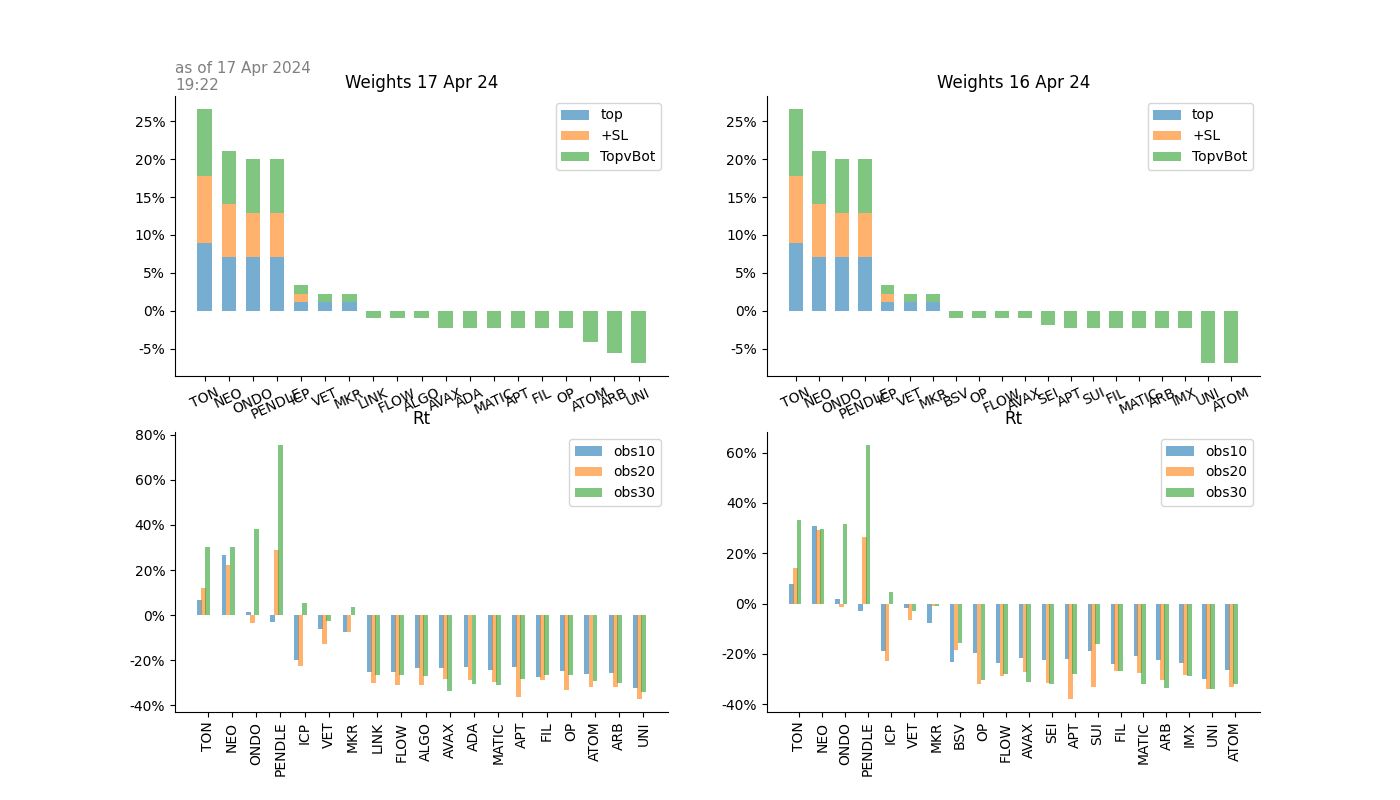 as of 17 Apr 2024
19:22
Weights 17 Apr 24
25%
20%
15%
10%
5%
0%
-5%
top
+SL
TopvBot
TON NEO ONDO PENDLE ICP VET MKR LINK FLOW ALGO AVAX ADA MATIC APT FIL OP ATOM ARB UNI
Weights 16 Apr 24
25%
20%
15%
10%
5%
0%
-5%
top
+SL
TopvBot
TON NEO ONDO PENDLE ICP VET MKR BSV OP FLOW AVAX SEI APT SUI FIL MATIC ARB IMX UNI ATOM
Rt
80%
60%
40%
20%
0%
-20%
-40%
obs10
obs20
obs30
TON NEO ONDO PENDLE ICP VET MKR LINK FLOW ALGO AVAX ADA MATIC APT FIL OP ATOM ARB UNI
Rt
60%
40%
20%
0%
-20%
-40%
obs10
obs20
obs30
TON NEO ONDO PENDLE ICP VET MKR BSV OP FLOW AVAX SEI APT SUI FIL MATIC ARB IMX UNI ATOM